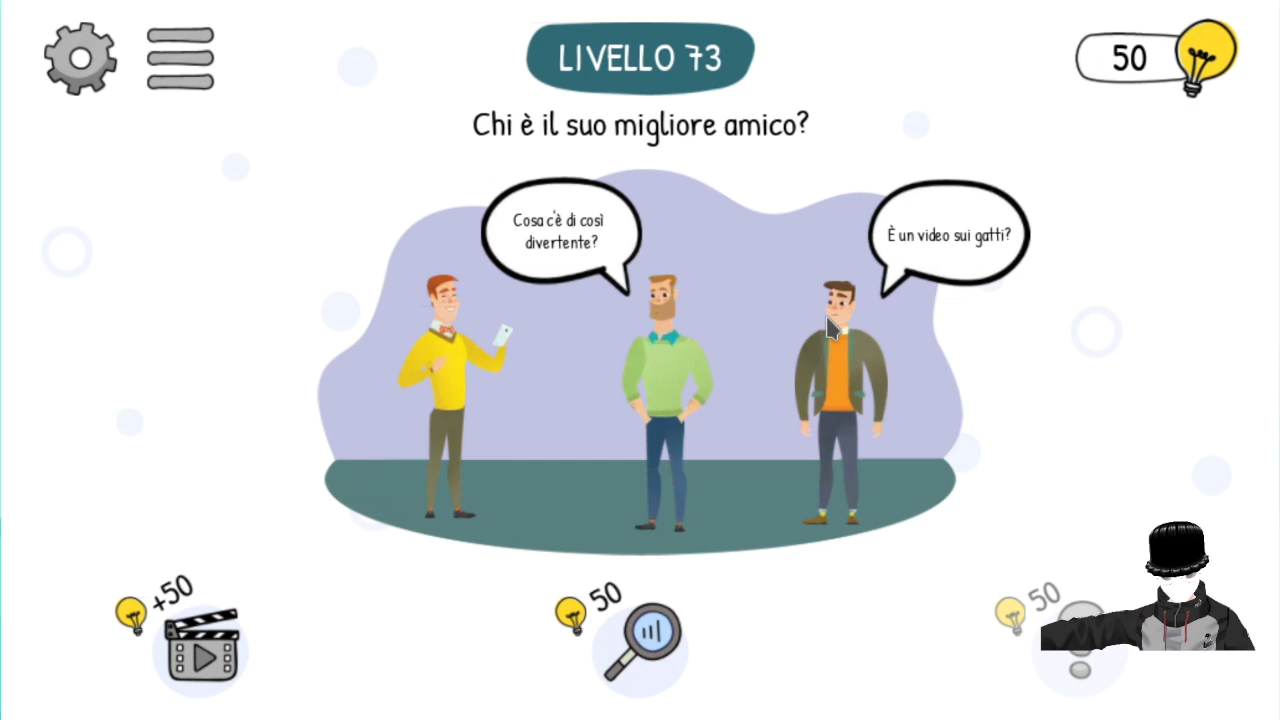 LIVELLO 73
50
Chi è il suo migliore amico?
Cosa c'è di così
divertente?
È un video sui gatti?
+50
50
50